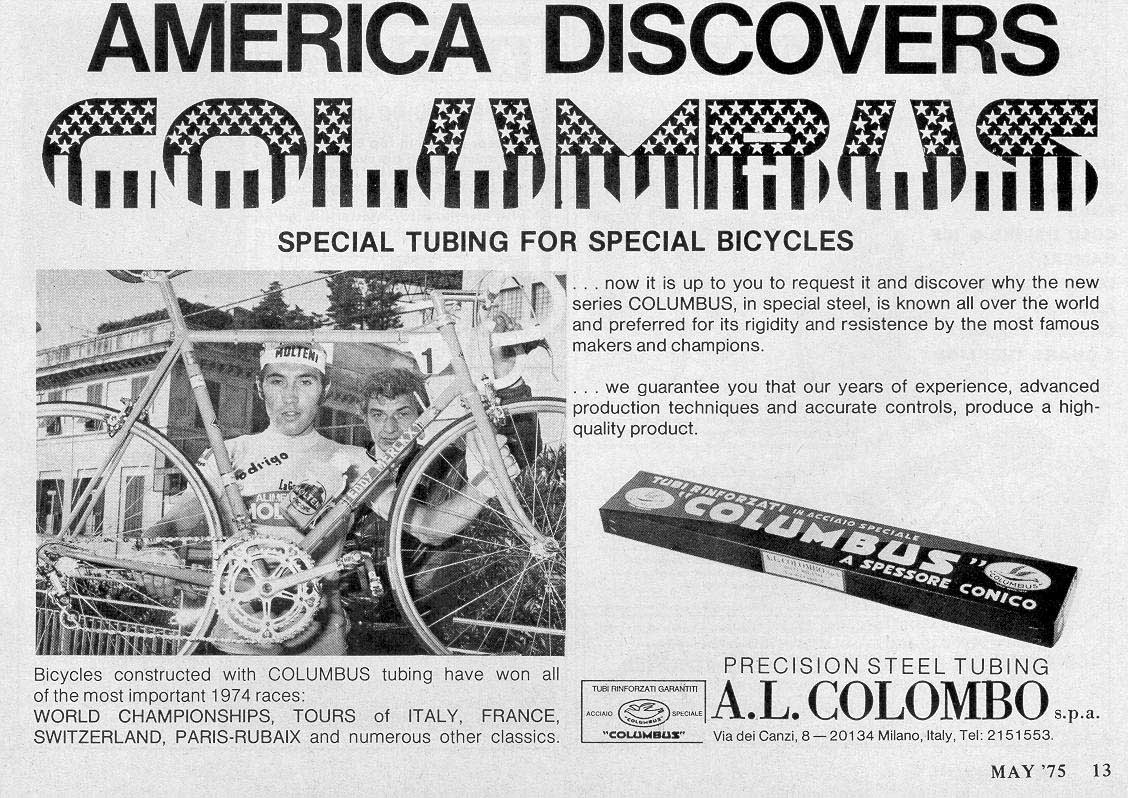 AMERICA DISCOVERS
COLUMBUS
SPECIAL TUBING FOR SPECIAL BICYCLES
. . . now it is up to you to request it and discover why the new
series COLUMBUS, in special steel, is known all over the world
and preferred for its rigidity and resistence by the most famous
makers and champions.
. . . we guarantee you that our years of experience, advanced
production techniques and accurate controls, produce a high-
quality product.
MOLTENI
1
EDDY MERCKX
MOLTENI
TUBI RINFORZATI IN ACCIAIO SPECIALE
"COLUMBUS"
A SPESSORE CONICO
A.L. COLOMBO
COLUMBUS
Bicycles constructed with COLUMBUS tubing have won all
of the most important 1974 races:
WORLD CHAMPIONSHIPS, TOURS of ITALY, FRANCE,
SWITZERLAND, PARIS-RUBAIX and numerous other classics.
TUBI RINFORZATI GARANTITI
ACCIAIO "COLUMBUS" SPECIALE
"COLUMBUS"
PRECISION STEEL TUBING
A.L. COLOMBO s.p.a.
Via dei Canzi, 8 — 20134 Milano, Italy, Tel: 2151553.
MAY '75 13